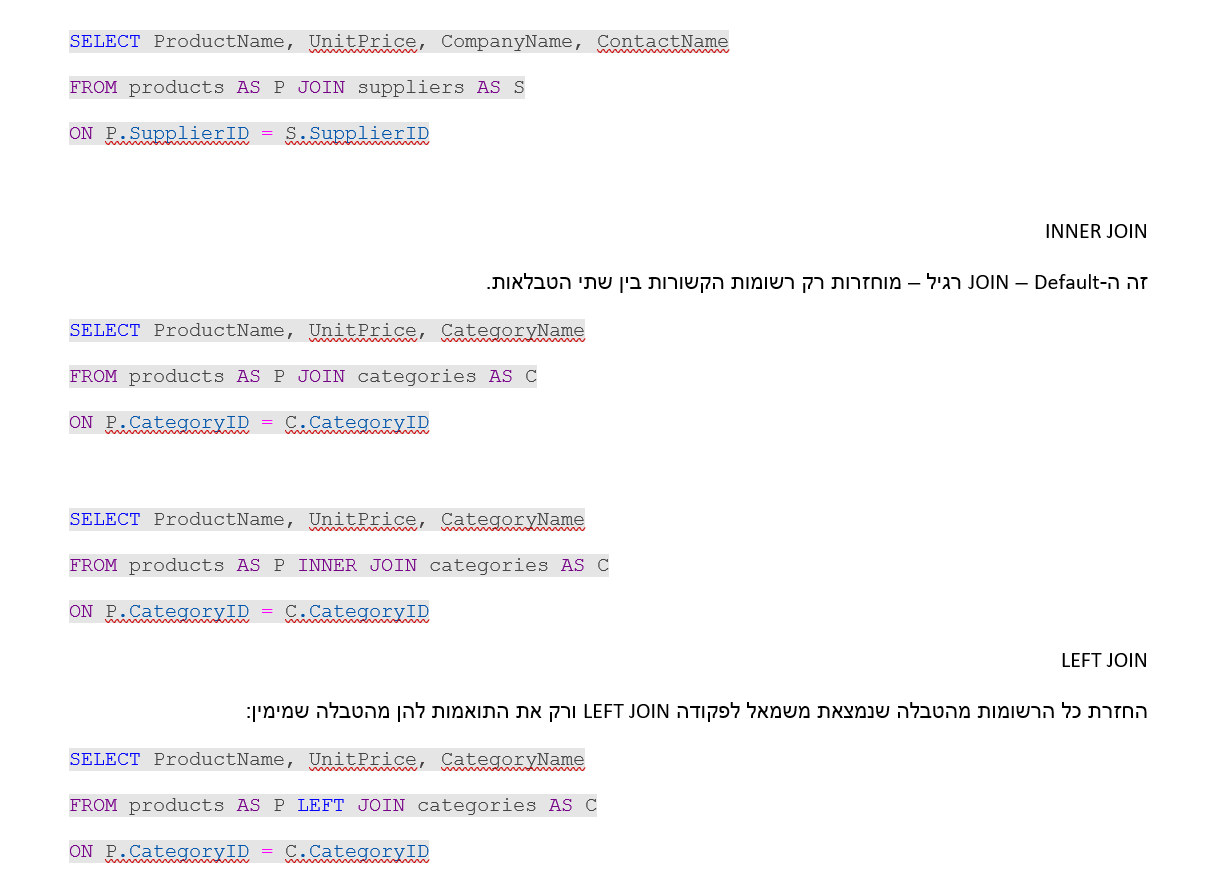 SELECT ProductName, UnitPrice, CompanyName, ContactName
FROM products AS P JOIN suppliers AS S
ON P.SupplierID = S.SupplierID
INNER JOIN
זה ה-Default – JOIN רגיל – מוחזרות רק רשומות הקשורות בין שתי הטבלאות.
SELECT ProductName, UnitPrice, CategoryName
FROM products AS P JOIN categories AS C
ON P.CategoryID = C.CategoryID
SELECT ProductName, UnitPrice, CategoryName
FROM products AS P INNER JOIN categories AS C
ON P.CategoryID = C.CategoryID
LEFT JOIN
החזרת כל הרשומות מהטבלה שנמצאת משמאל לפקודה LEFT JOIN ורק את התואמות להן מהטבלה שמימין:
SELECT ProductName, UnitPrice, CategoryName
FROM products AS P LEFT JOIN categories AS C
ON P.CategoryID = C.CategoryID